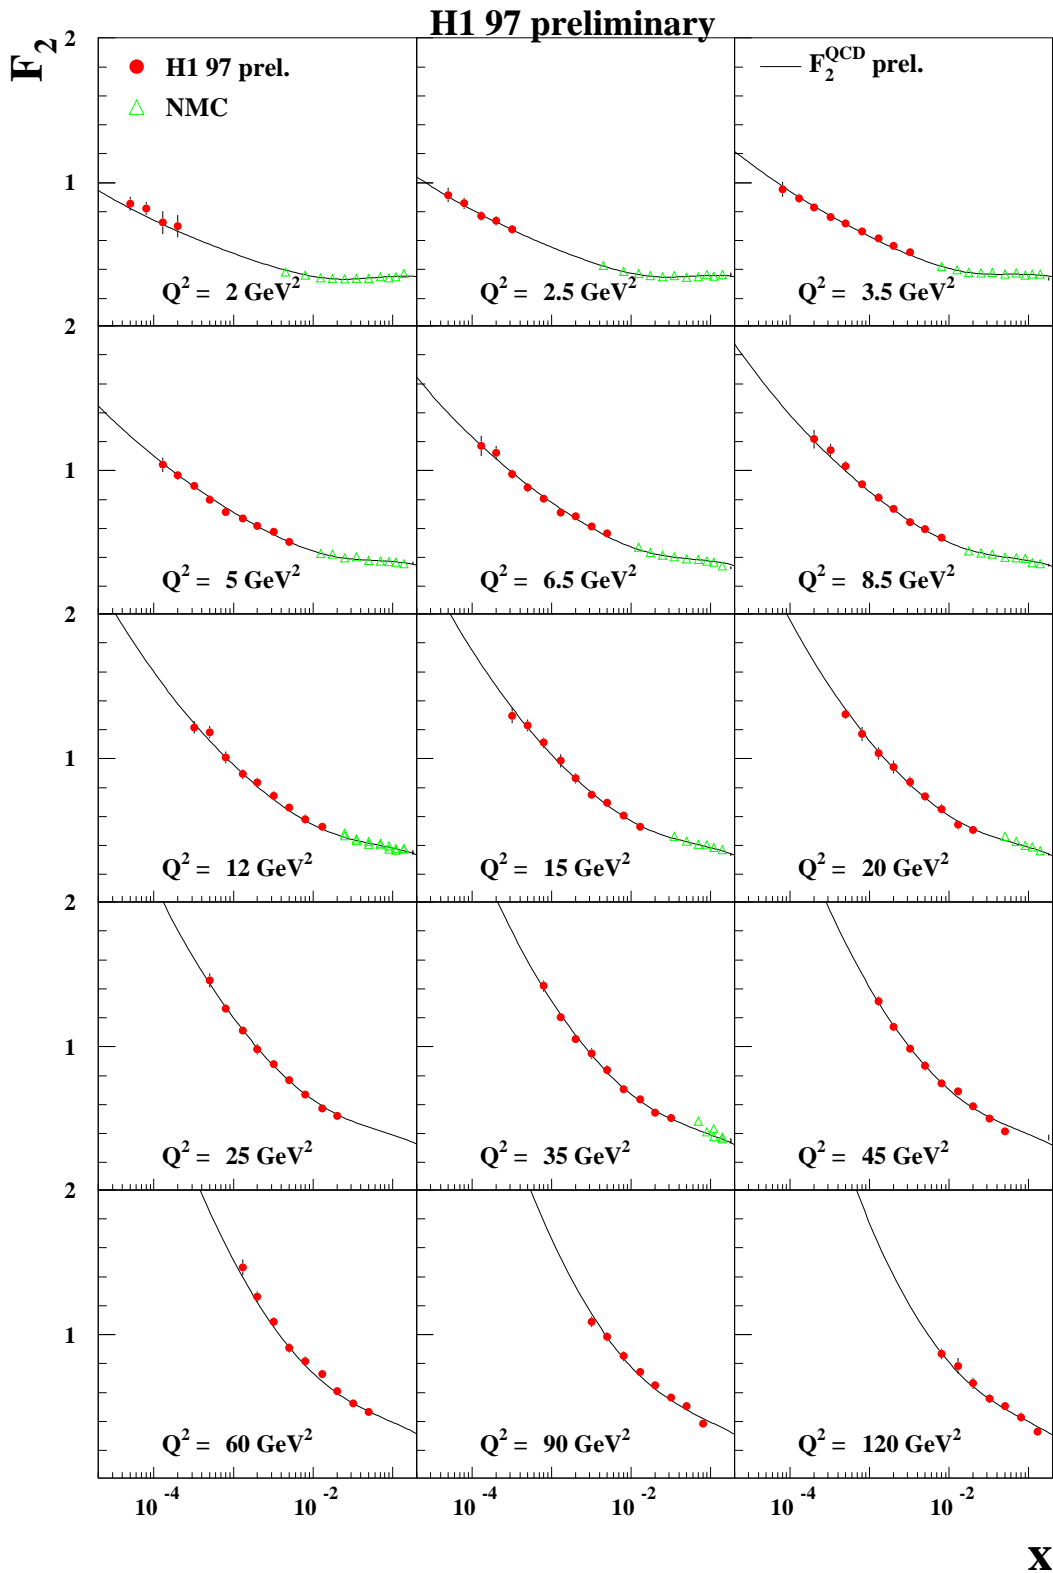 H1 97 preliminary
F₂
H1 97 prel.
NMC
F₂^QCD prel.
2
1
Q² = 2 GeV²
Q² = 2.5 GeV²
Q² = 3.5 GeV²
2
1
Q² = 5 GeV²
Q² = 6.5 GeV²
Q² = 8.5 GeV²
2
1
Q² = 12 GeV²
Q² = 15 GeV²
Q² = 20 GeV²
2
1
Q² = 25 GeV²
Q² = 35 GeV²
Q² = 45 GeV²
2
1
Q² = 60 GeV²
Q² = 90 GeV²
Q² = 120 GeV²
10⁻⁴ 10⁻² 10⁻⁴ 10⁻² 10⁻⁴ 10⁻²
x